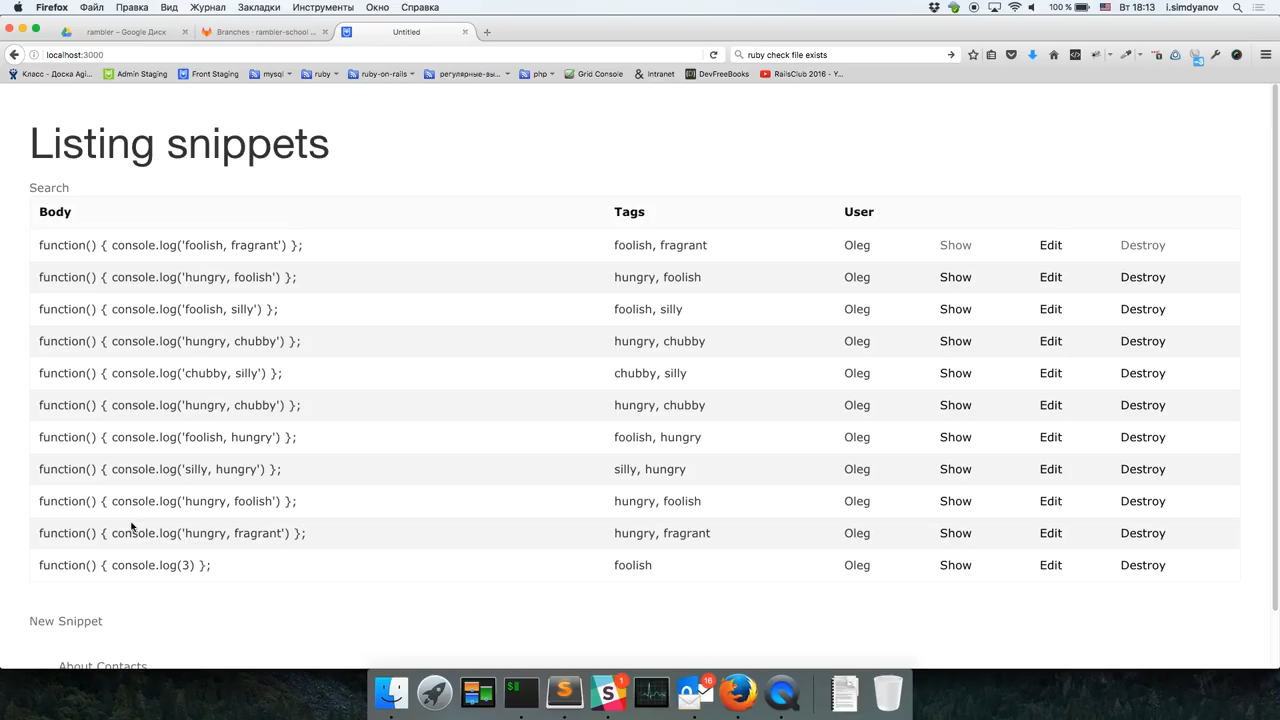 Firefox Файл Правка Вид Журнал Закладки Инструменты Окно Справка 100 % Вт 18:13 i.simdyanov
rambler – Google Диск Branches · rambler-school ... Untitled
localhost:3000 ruby check file exists
Класс - Доска Agi... Admin Staging Front Staging mysql ruby ruby-on-rails регулярные-вы... php Grid Console Intranet DevFreeBooks RailsClub 2016 - Y...
Listing snippets
Search
Body Tags User
function() { console.log('foolish, fragrant') }; foolish, fragrant Oleg Show Edit Destroy
function() { console.log('hungry, foolish') }; hungry, foolish Oleg Show Edit Destroy
function() { console.log('foolish, silly') }; foolish, silly Oleg Show Edit Destroy
function() { console.log('hungry, chubby') }; hungry, chubby Oleg Show Edit Destroy
function() { console.log('chubby, silly') }; chubby, silly Oleg Show Edit Destroy
function() { console.log('hungry, chubby') }; hungry, chubby Oleg Show Edit Destroy
function() { console.log('foolish, hungry') }; foolish, hungry Oleg Show Edit Destroy
function() { console.log('silly, hungry') }; silly, hungry Oleg Show Edit Destroy
function() { console.log('hungry, foolish') }; hungry, foolish Oleg Show Edit Destroy
function() { console.log('hungry, fragrant') }; hungry, fragrant Oleg Show Edit Destroy
function() { console.log(3) }; foolish Oleg Show Edit Destroy
New Snippet
About Contacts
1 16